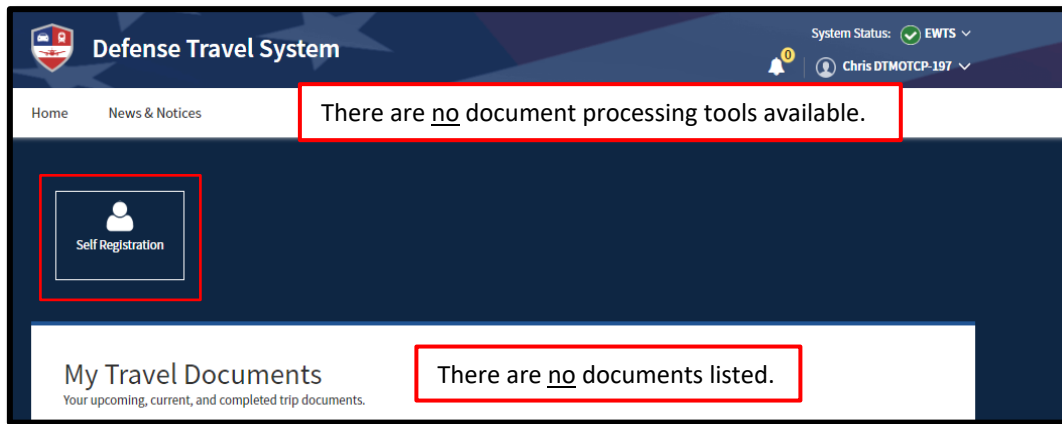 System Status: EWTS
Defense Travel System
0
Chris DTMOTCP-197
Home News & Notices
There are no document processing tools available.
Self Registration
My Travel Documents
Your upcoming, current, and completed trip documents.
There are no documents listed.